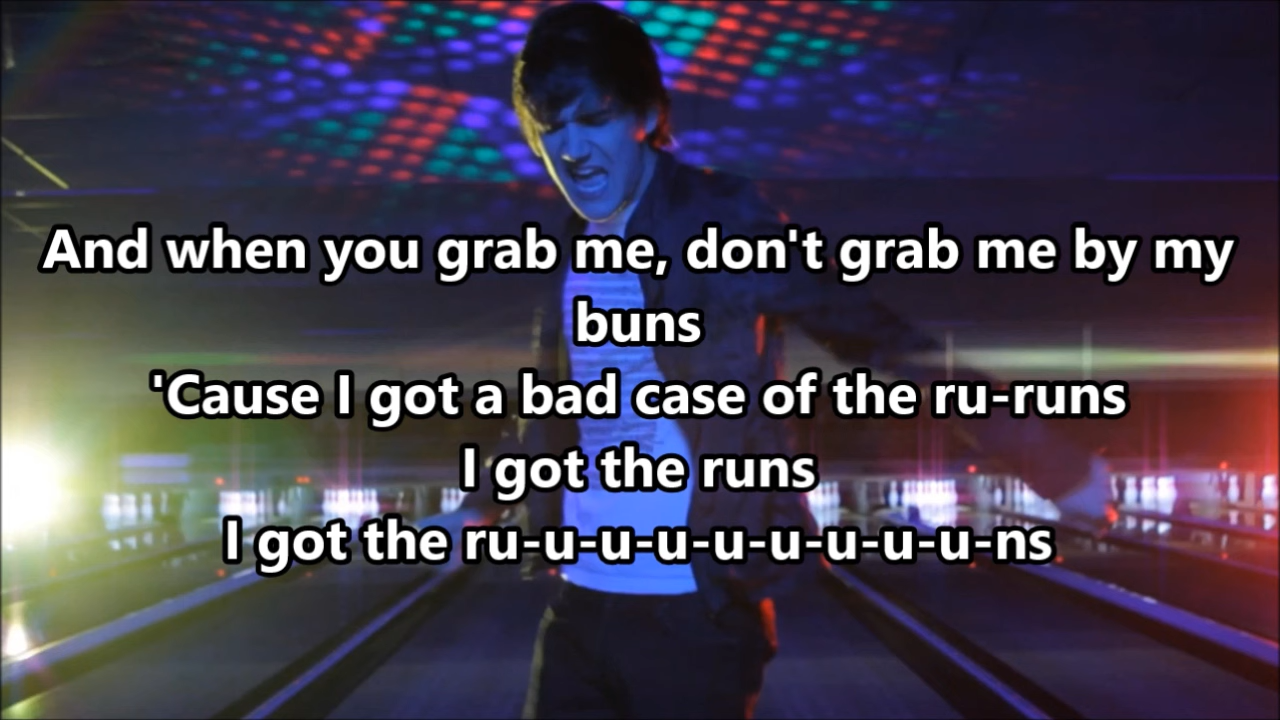 And when you grab me, don't grab me by my
buns
'Cause I got a bad case of the ru-runs
I got the runs
I got the ru-u-u-u-u-u-u-u-u-ns